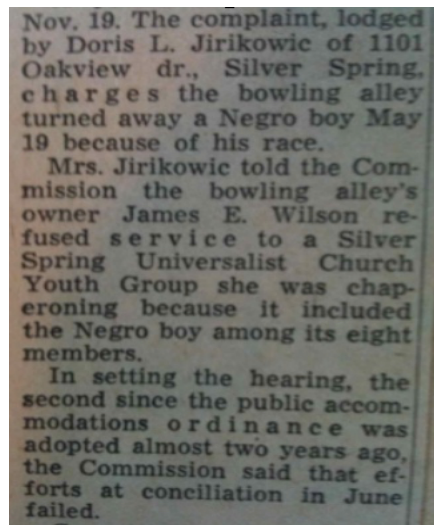 Nov. 19. The complaint, lodged
by Doris L. Jirikowic of 1101
Oakview dr., Silver Spring,
charges the bowling alley
turned away a Negro boy May
19 because of his race.
Mrs. Jirikowic told the Com-
mission the bowling alley's
owner James E. Wilson re-
fused service to a Silver
Spring Universalist Church
Youth Group she was chap-
eroning because it included
the Negro boy among its eight
members.
In setting the hearing, the
second since the public accom-
modations ordinance was
adopted almost two years ago,
the Commission said that ef-
forts at conciliation in June
failed.